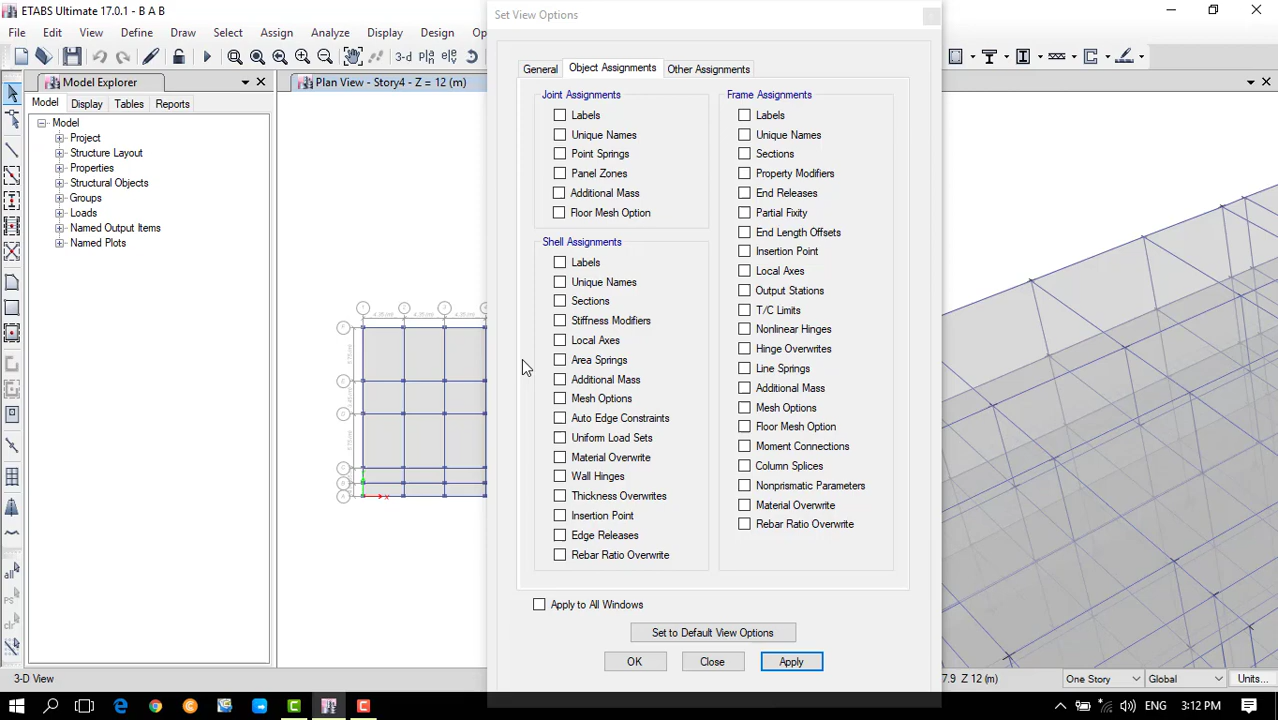 ETABS Ultimate 17.0.1 - B A B
File Edit View Define Draw Select Assign Analyze Display Design
3-d
Model Explorer
Model Display Tables Reports
Model
Project
Structure Layout
Properties
Structural Objects
Groups
Loads
Named Output Items
Named Plots
Plan View - Story4 - Z = 12 (m)
Set View Options
General Object Assignments Other Assignments
Joint Assignments
Labels
Unique Names
Point Springs
Panel Zones
Additional Mass
Floor Mesh Option
Shell Assignments
Labels
Unique Names
Sections
Stiffness Modifiers
Local Axes
Area Springs
Additional Mass
Mesh Options
Auto Edge Constraints
Uniform Load Sets
Material Overwrite
Wall Hinges
Thickness Overwrites
Insertion Point
Edge Releases
Rebar Ratio Overwrite
Frame Assignments
Labels
Unique Names
Sections
Property Modifiers
End Releases
Partial Fixity
End Length Offsets
Insertion Point
Local Axes
Output Stations
T/C Limits
Nonlinear Hinges
Hinge Overwrites
Line Springs
Additional Mass
Mesh Options
Floor Mesh Option
Moment Connections
Column Splices
Nonprismatic Parameters
Material Overwrite
Rebar Ratio Overwrite
Apply to All Windows
Set to Default View Options
OK Close Apply
all
clr
X
3-D View
7.9 Z 12 (m) One Story Global Units...
ENG 3:12 PM